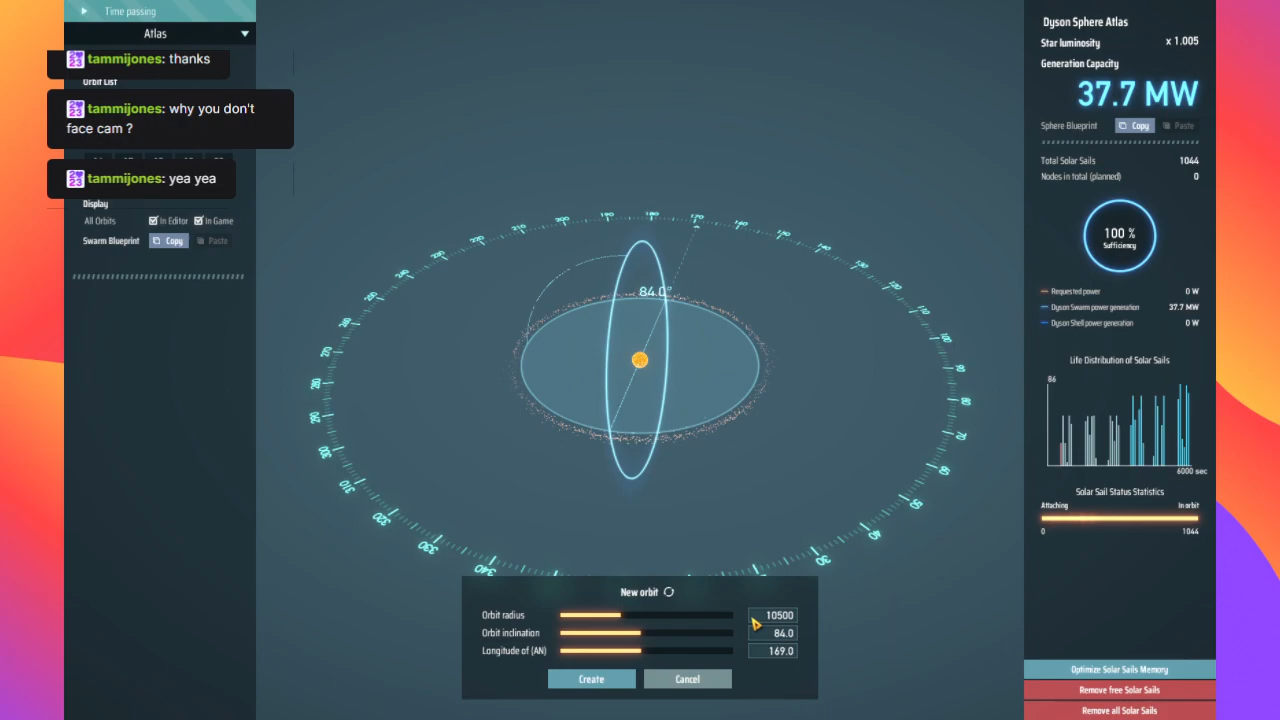 Time passing
Atlas
tammijones: thanks
Orbit List
tammijones: why you don't
face cam ?
tammijones: yea yea
Display
All Orbits In Editor In Game
Swarm Blueprint Copy Paste
84.0°
Dyson Sphere Atlas
Star luminosity x 1.005
Generation Capacity
37.7 MW
Sphere Blueprint Copy Paste
Total Solar Sails 1044
Nodes in total (planned) 0
100 %
Sufficiency
Requested power 0 W
Dyson Swarm power generation 37.7 MW
Dyson Shell power generation 0 W
Life Distribution of Solar Sails
86
6000 sec
Solar Sail Status Statistics
Attaching In orbit
0 1044
Optimize Solar Sails Memory
Remove free Solar Sails
Remove all Solar Sails
New orbit
Orbit radius 10500
Orbit inclination 84.0
Longitude of (AN) 169.0
Create Cancel